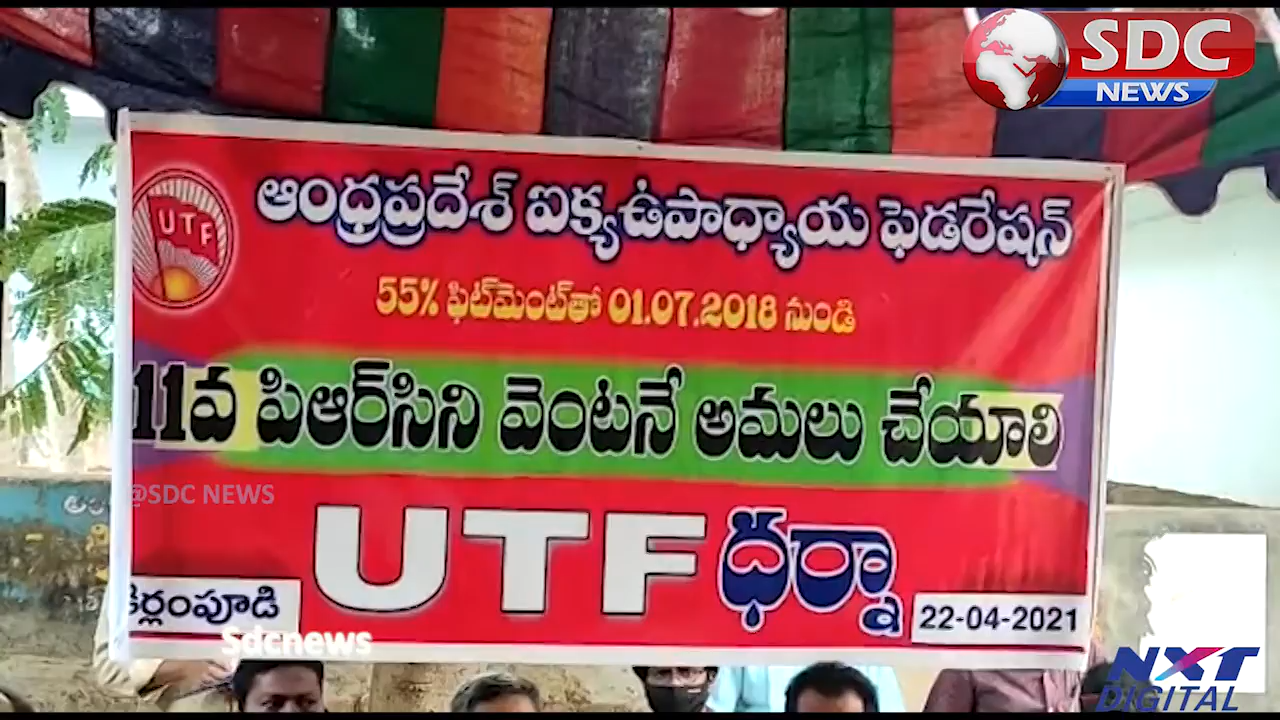 SDC
NEWS
UTF
ఆంధ్రప్రదేశ్ ఐక్యఉపాధ్యాయ ఫెడరేషన్
55% ఫిట్‌మెంట్‌తో 01.07.2018 నుండి
11వ పిఆర్‌సిని వెంటనే అమలు చేయాలి
@SDC NEWS
UTF ధర్నా
కిర్లంపూడి
22-04-2021
Sdcnews
NXT
DIGITAL